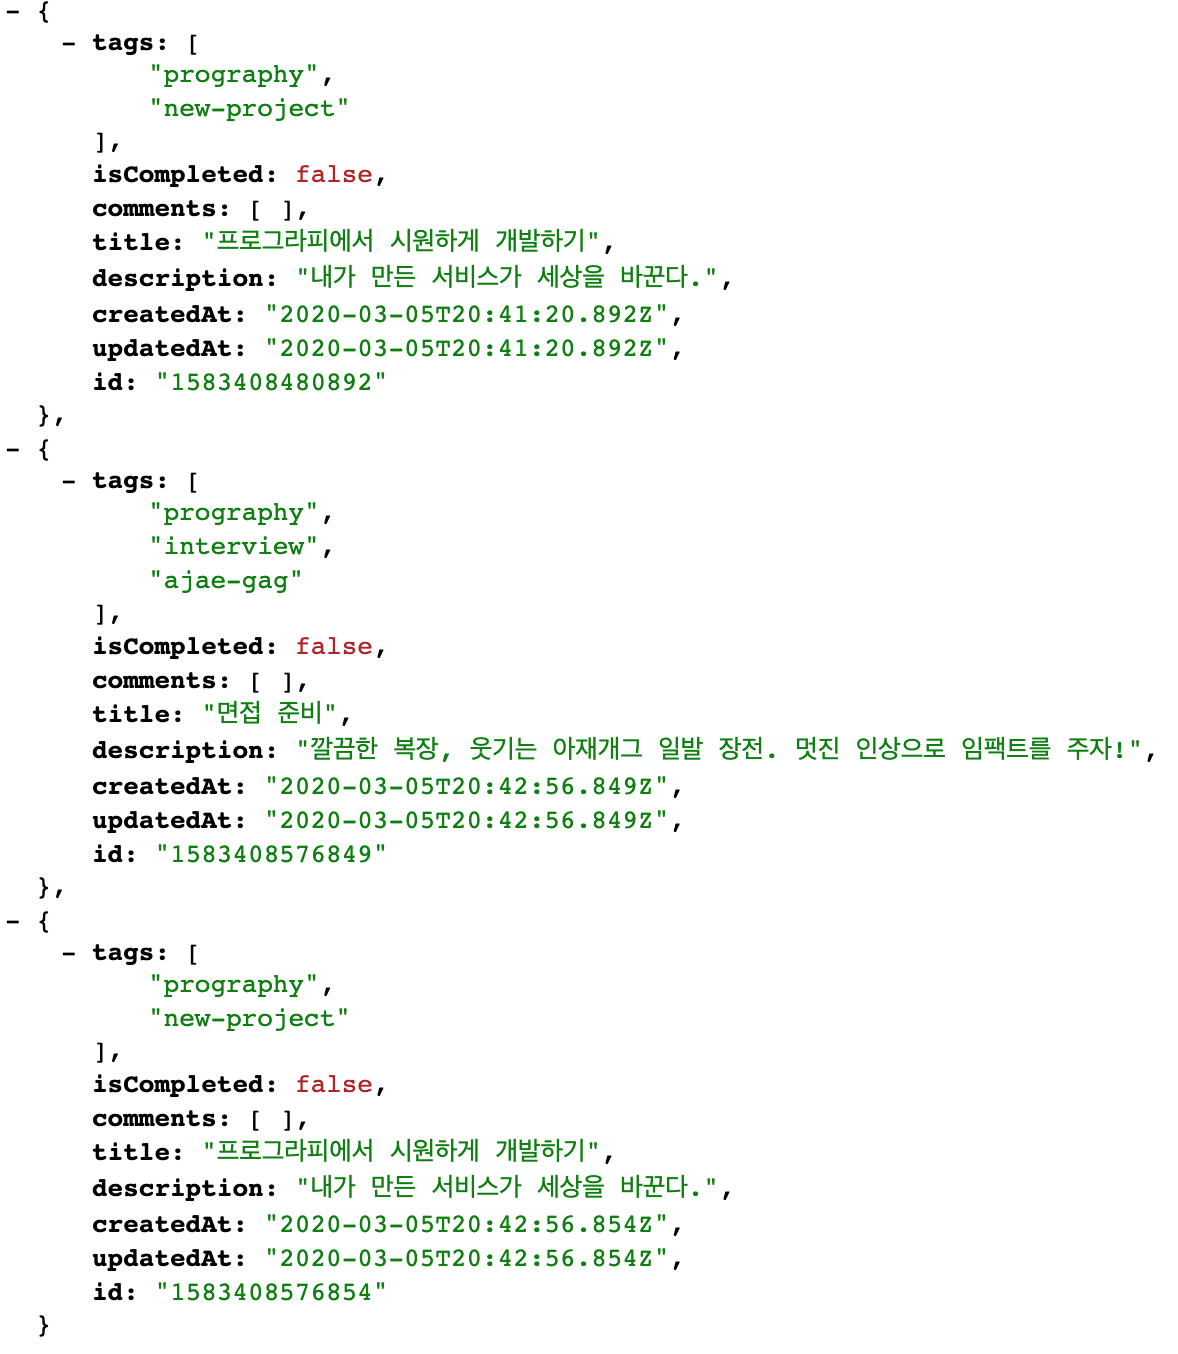 - {
- tags: [
"prography",
"new-project"
],
isCompleted: false,
comments: [ ],
title: "프로그라피에서 시원하게 개발하기",
description: "내가 만든 서비스가 세상을 바꾼다.",
createdAt: "2020-03-05T20:41:20.892Z",
updatedAt: "2020-03-05T20:41:20.892Z",
id: "1583408480892"
},
- {
- tags: [
"prography",
"interview",
"ajae-gag"
],
isCompleted: false,
comments: [ ],
title: "면접 준비",
description: "깔끔한 복장, 웃기는 아재개그 일발 장전. 멋진 인상으로 임팩트를 주자!",
createdAt: "2020-03-05T20:42:56.849Z",
updatedAt: "2020-03-05T20:42:56.849Z",
id: "1583408576849"
},
- {
- tags: [
"prography",
"new-project"
],
isCompleted: false,
comments: [ ],
title: "프로그라피에서 시원하게 개발하기",
description: "내가 만든 서비스가 세상을 바꾼다.",
createdAt: "2020-03-05T20:42:56.854Z",
updatedAt: "2020-03-05T20:42:56.854Z",
id: "1583408576854"
}